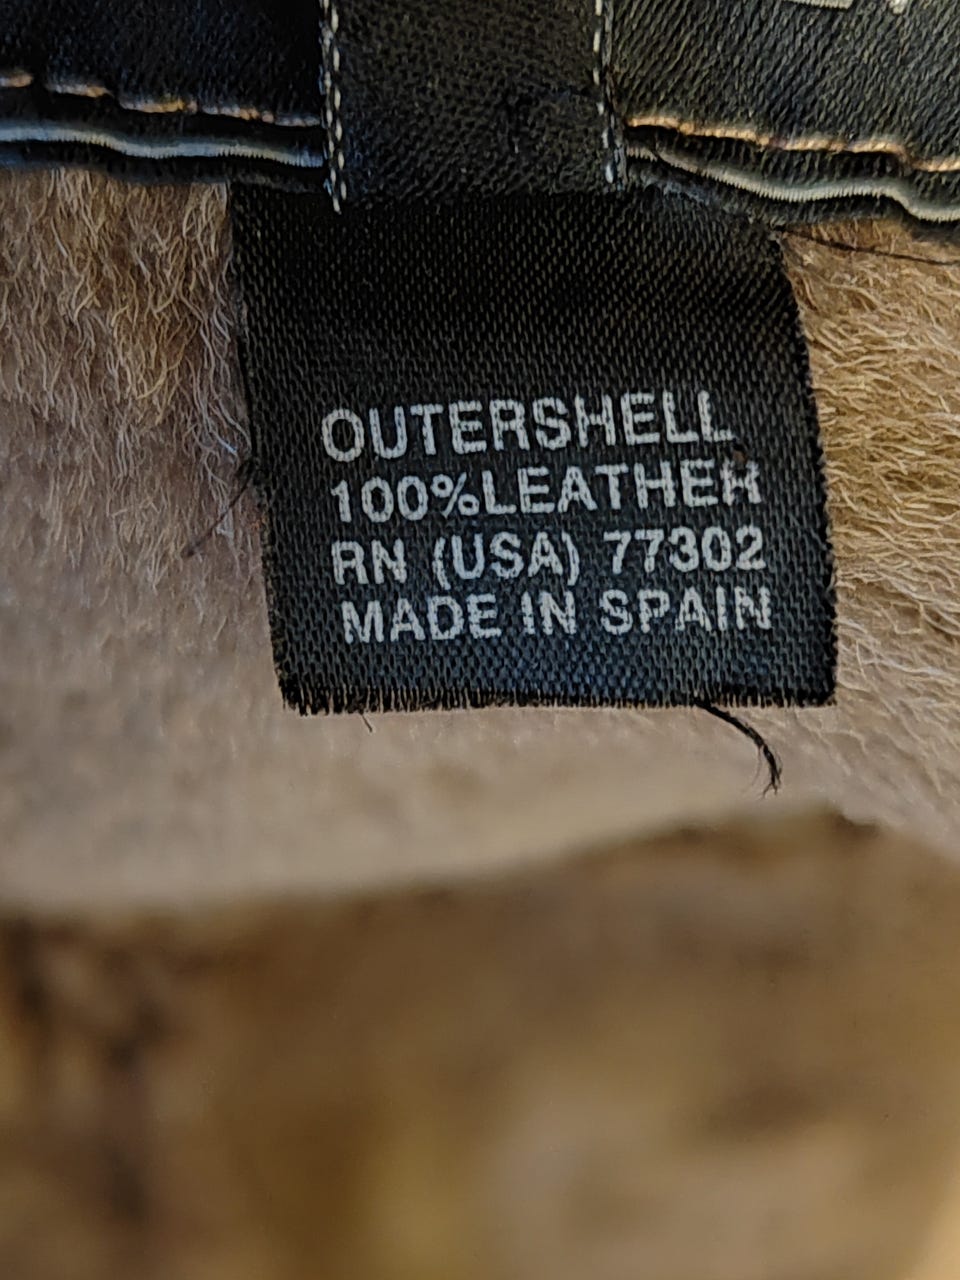 OUTERSHELL
100%LEATHER
RN (USA) 77302
MADE IN SPAIN